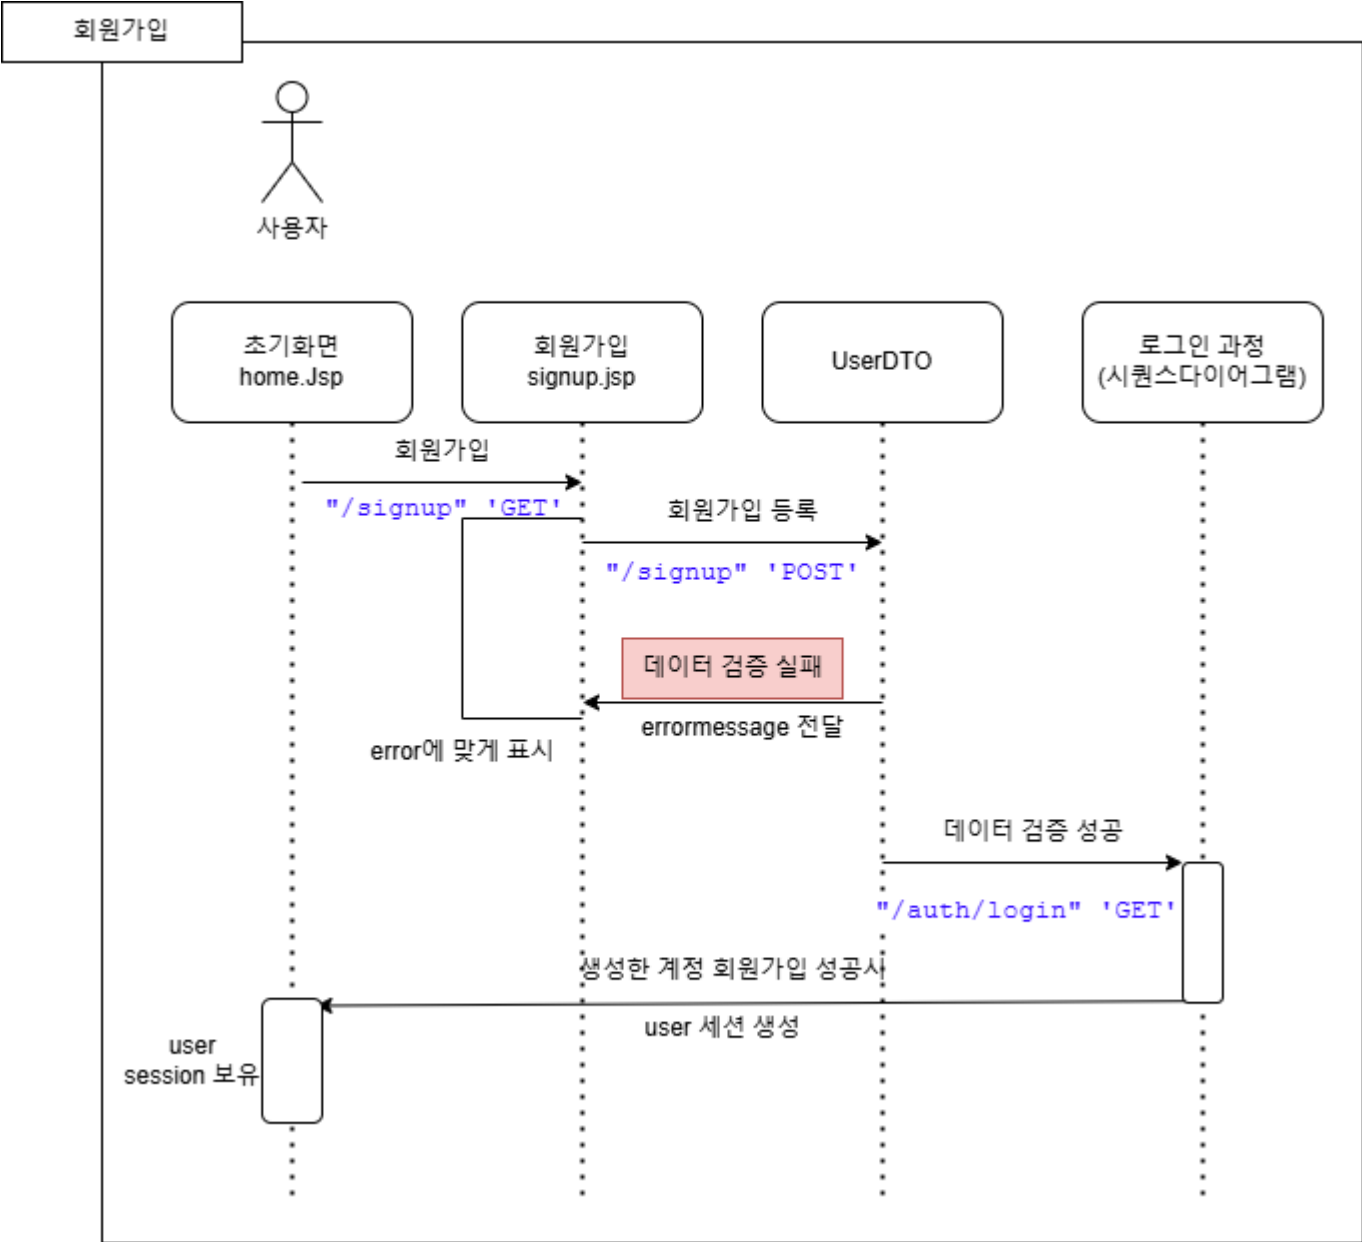 회원가입
사용자
초기화면
home.Jsp
회원가입
signup.jsp
UserDTO
로그인 과정
(시퀀스다이어그램)
회원가입
"/signup" 'GET'
회원가입 등록
"/signup" 'POST'
데이터 검증 실패
errormessage 전달
error에 맞게 표시
데이터 검증 성공
"/auth/login" 'GET'
생성한 계정 회원가입 성공시
user 세션 생성
user
session 보유